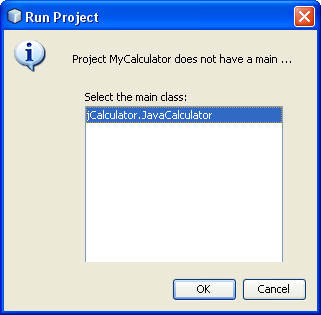 Run Project
Project MyCalculator does not have a main ...
Select the main class:
jCalculator.JavaCalculator
OK
Cancel